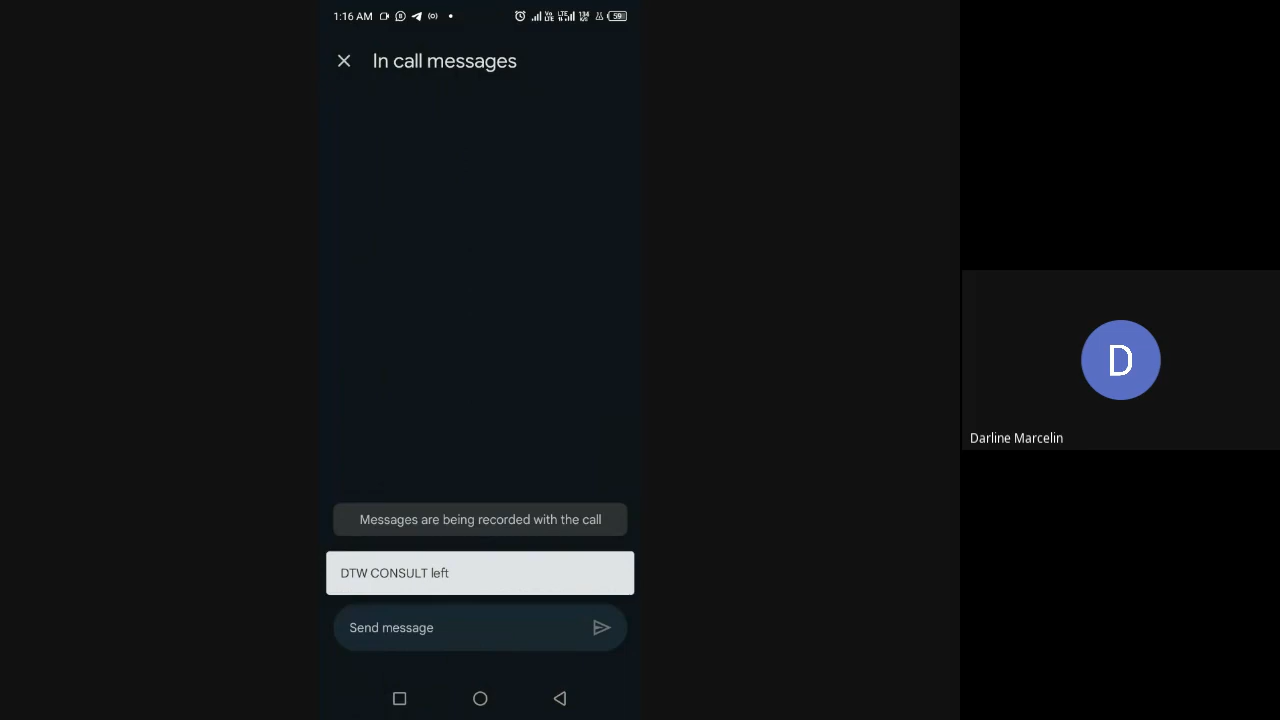 1:16 AM
59
In call messages
Messages are being recorded with the call
DTW CONSULT left
Send message
D
Darline Marcelin